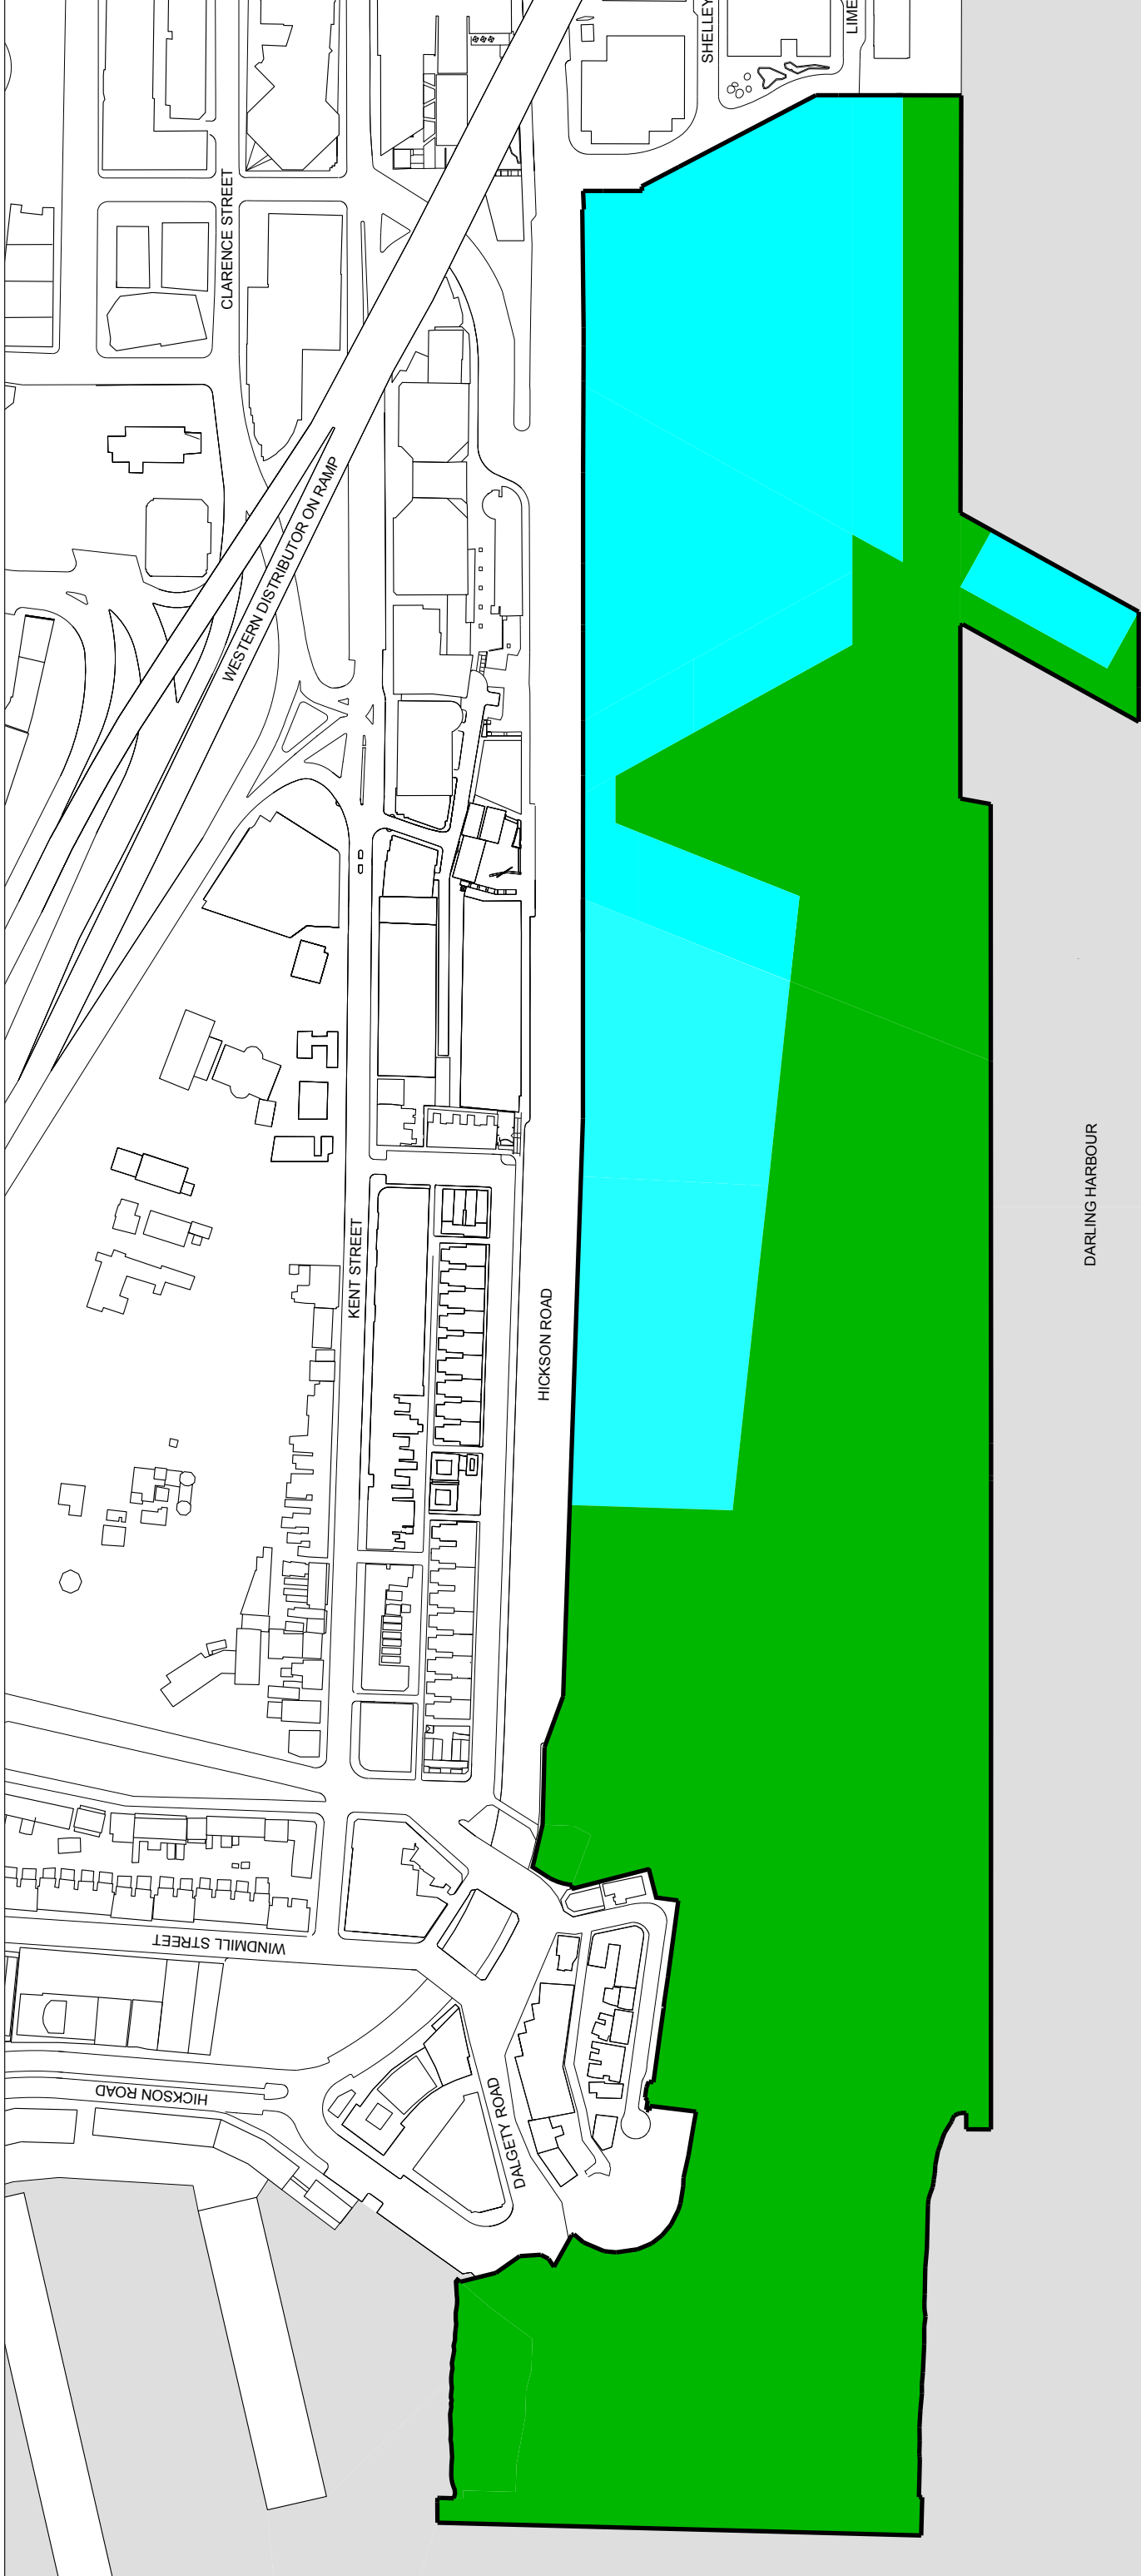 SHELLEY
LIME
CLARENCE STREET
WESTERN DISTRIBUTOR ON RAMP
DARLING HARBOUR
KENT STREET
HICKSON ROAD
WINDMILL STREET
HICKSON ROAD
DALGETY ROAD